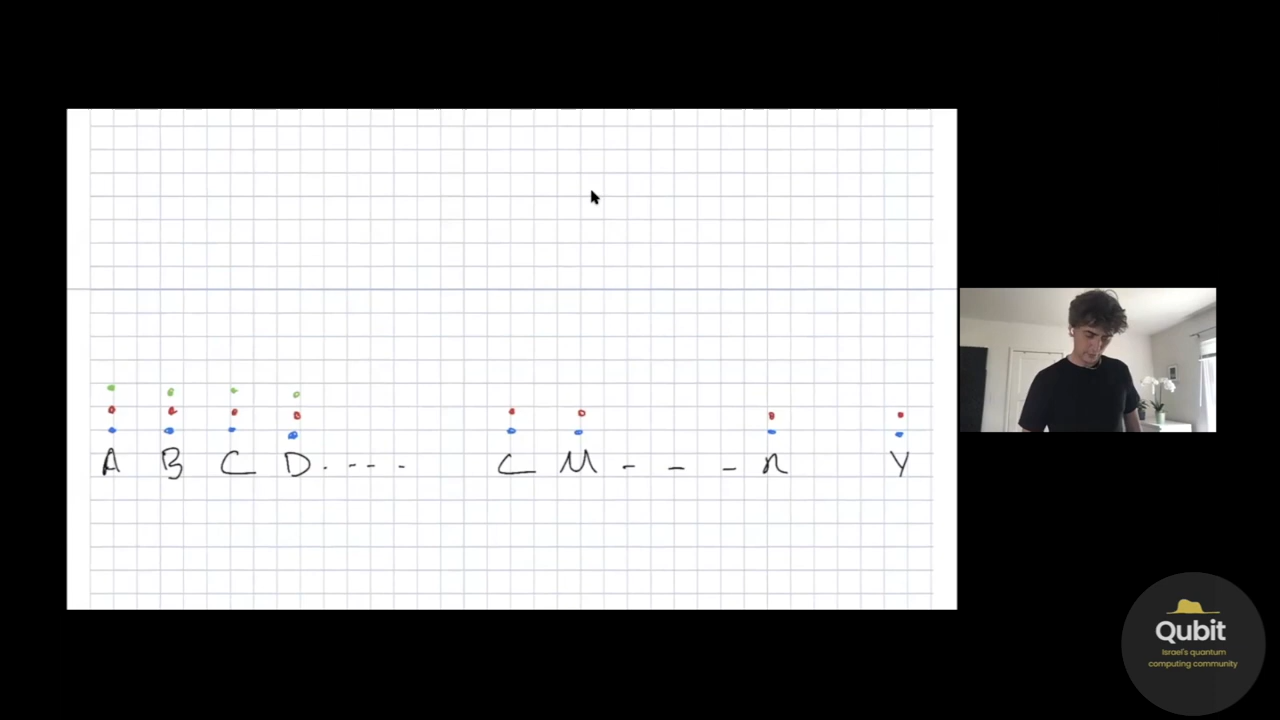 A B C D . - - - C M - - - n Y
Qubit
Israel's quantum
computing community